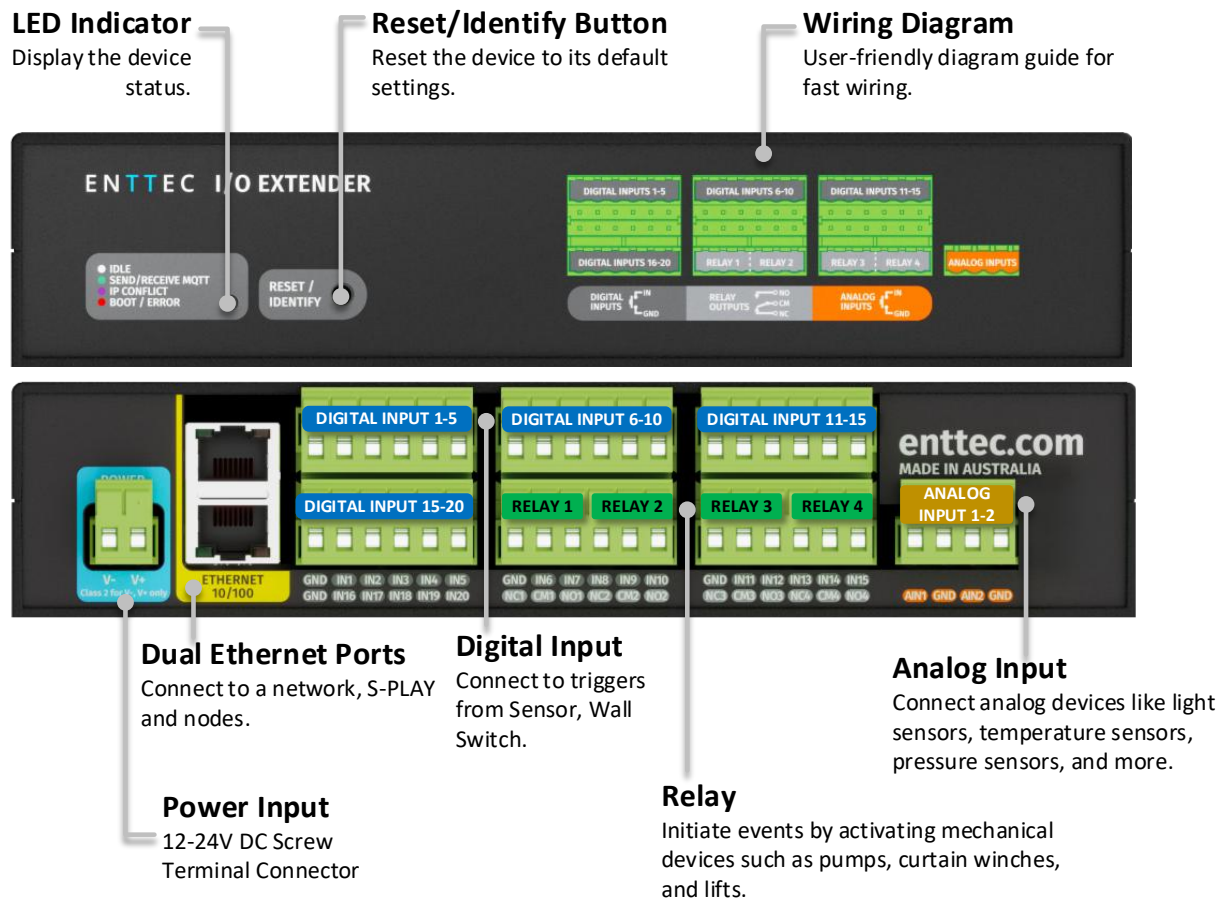 LED Indicator
Display the device
status.
Reset/Identify Button
Reset the device to its default
settings.
Wiring Diagram
User-friendly diagram guide for
fast wiring.
ENTTEC I/O EXTENDER
IDLE
SEND/RECEIVE MQTT
IP CONFLICT
BOOT / ERROR
RESET /
IDENTIFY
DIGITAL INPUTS 1-5
DIGITAL INPUTS 6-10
DIGITAL INPUTS 11-15
DIGITAL INPUTS 16-20
RELAY 1
RELAY 2
RELAY 3
RELAY 4
ANALOG INPUTS
DIGITAL
INPUTS
IN
GND
RELAY
OUTPUTS
NO
CM
NC
ANALOG
INPUTS
IN
GND
POWER
V- V+
Class 2 for V-, V+ only
ETHERNET
10/100
DIGITAL INPUT 1-5
DIGITAL INPUT 6-10
DIGITAL INPUT 11-15
DIGITAL INPUT 15-20
RELAY 1
RELAY 2
RELAY 3
RELAY 4
enttec.com
MADE IN AUSTRALIA
ANALOG
INPUT 1-2
GND IN1 IN2 IN3 IN4 IN5
GND IN16 IN17 IN18 IN19 IN20
GND IN6 IN7 IN8 IN9 IN10
NC1 CM1 NO1 NC2 CM2 NO2
GND IN11 IN12 IN13 IN14 IN15
NC3 CM3 NO3 NC4 CM4 NO4
AIN1 GND AIN2 GND
Dual Ethernet Ports
Connect to a network, S-PLAY
and nodes.
Digital Input
Connect to triggers
from Sensor, Wall
Switch.
Analog Input
Connect analog devices like light
sensors, temperature sensors,
pressure sensors, and more.
Power Input
12-24V DC Screw
Terminal Connector
Relay
Initiate events by activating mechanical
devices such as pumps, curtain winches,
and lifts.